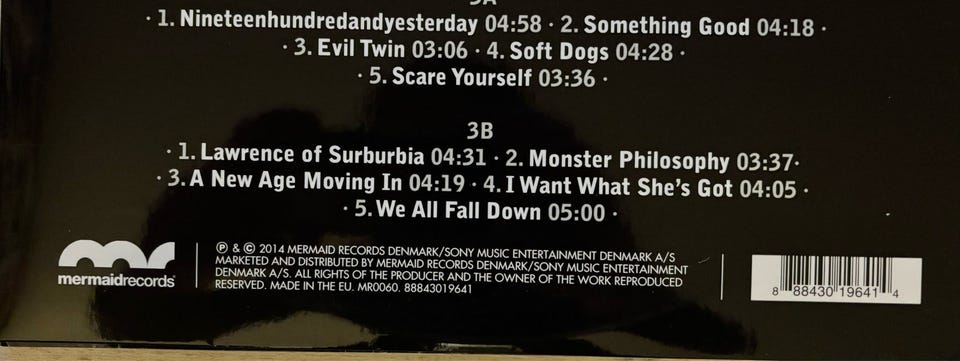 3A
· 1. Nineteenhundredandyesterday 04:58 · 2. Something Good 04:18 ·
· 3. Evil Twin 03:06 · 4. Soft Dogs 04:28 ·
· 5. Scare Yourself 03:36 ·
3B
· 1. Lawrence of Surburbia 04:31 · 2. Monster Philosophy 03:37·
· 3. A New Age Moving In 04:19 · 4. I Want What She's Got 04:05 ·
· 5. We All Fall Down 05:00 ·
mr
mermaidrecords
℗ & © 2014 MERMAID RECORDS DENMARK/SONY MUSIC ENTERTAINMENT DENMARK A/S
MARKETED AND DISTRIBUTED BY MERMAID RECORDS DENMARK/SONY MUSIC ENTERTAINMENT
DENMARK A/S. ALL RIGHTS OF THE PRODUCER AND THE OWNER OF THE WORK REPRODUCED
RESERVED. MADE IN THE EU. MR0060. 88843019641
8 88430 19641 4